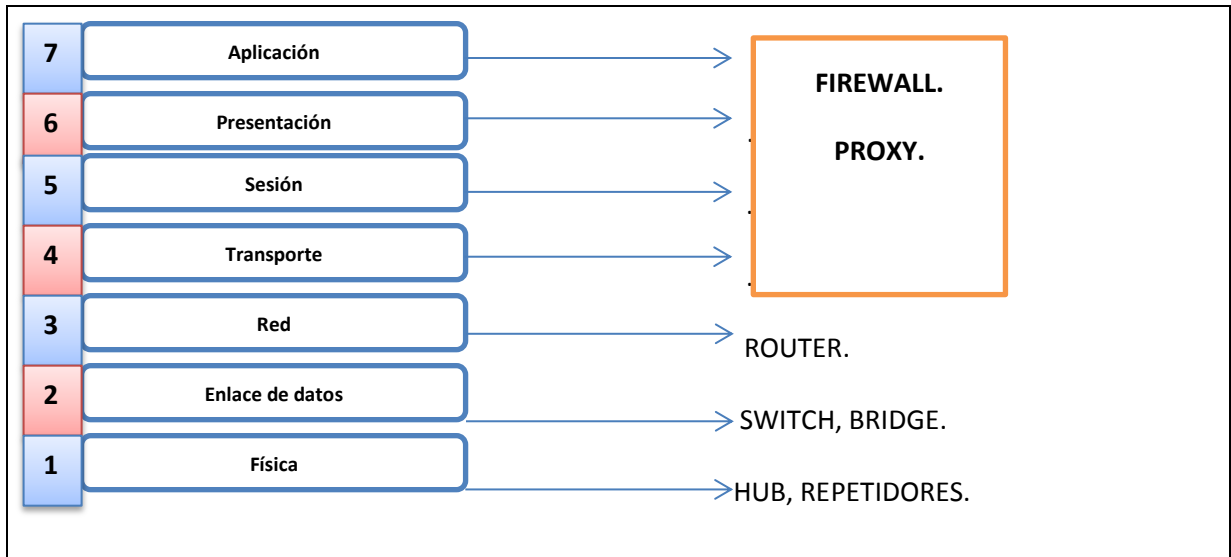 7 Aplicación
FIREWALL.
6 Presentación
PROXY.
5 Sesión
4 Transporte
3 Red
ROUTER.
2 Enlace de datos
SWITCH, BRIDGE.
1 Física
HUB, REPETIDORES.